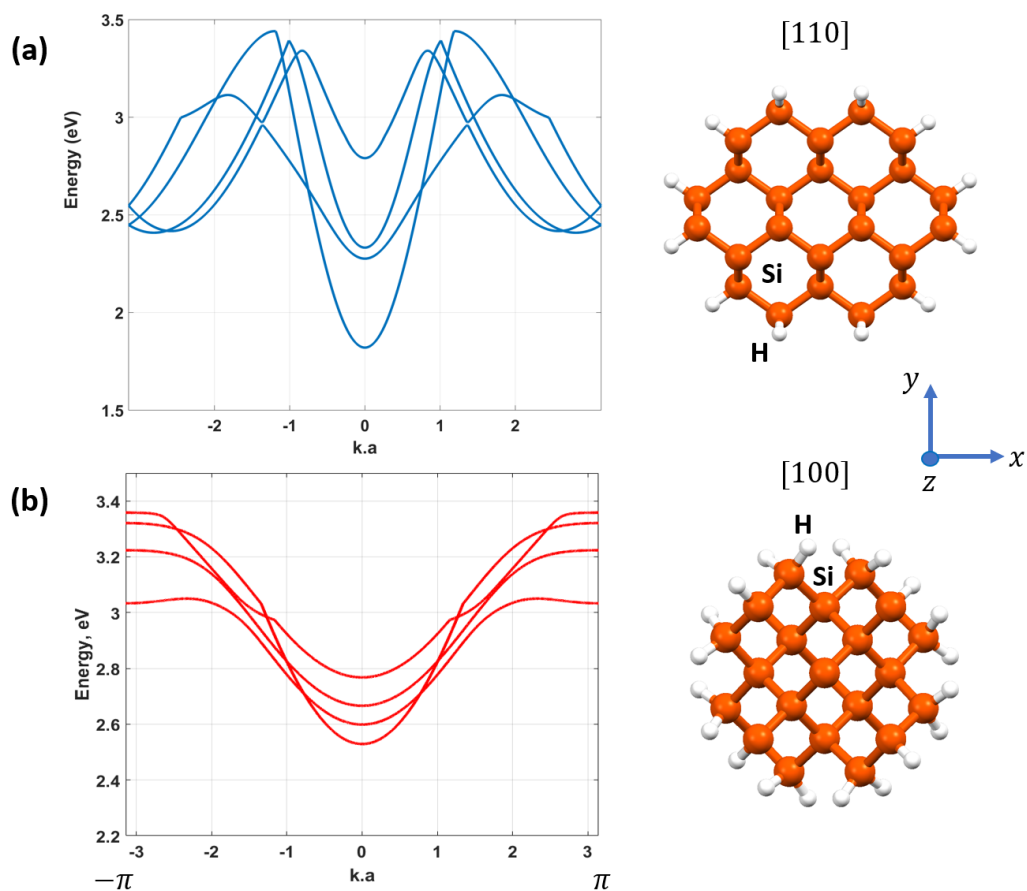 (a)
3.5
3
2.5
2
1.5
Energy (eV)
-2
-1
0
1
2
k.a
[110]
Si
H
y
x
z
(b)
3.4
3.2
3
2.8
2.6
2.4
2.2
Energy, eV
-3
-2
-1
0
1
2
3
−π
k.a
π
[100]
H
Si